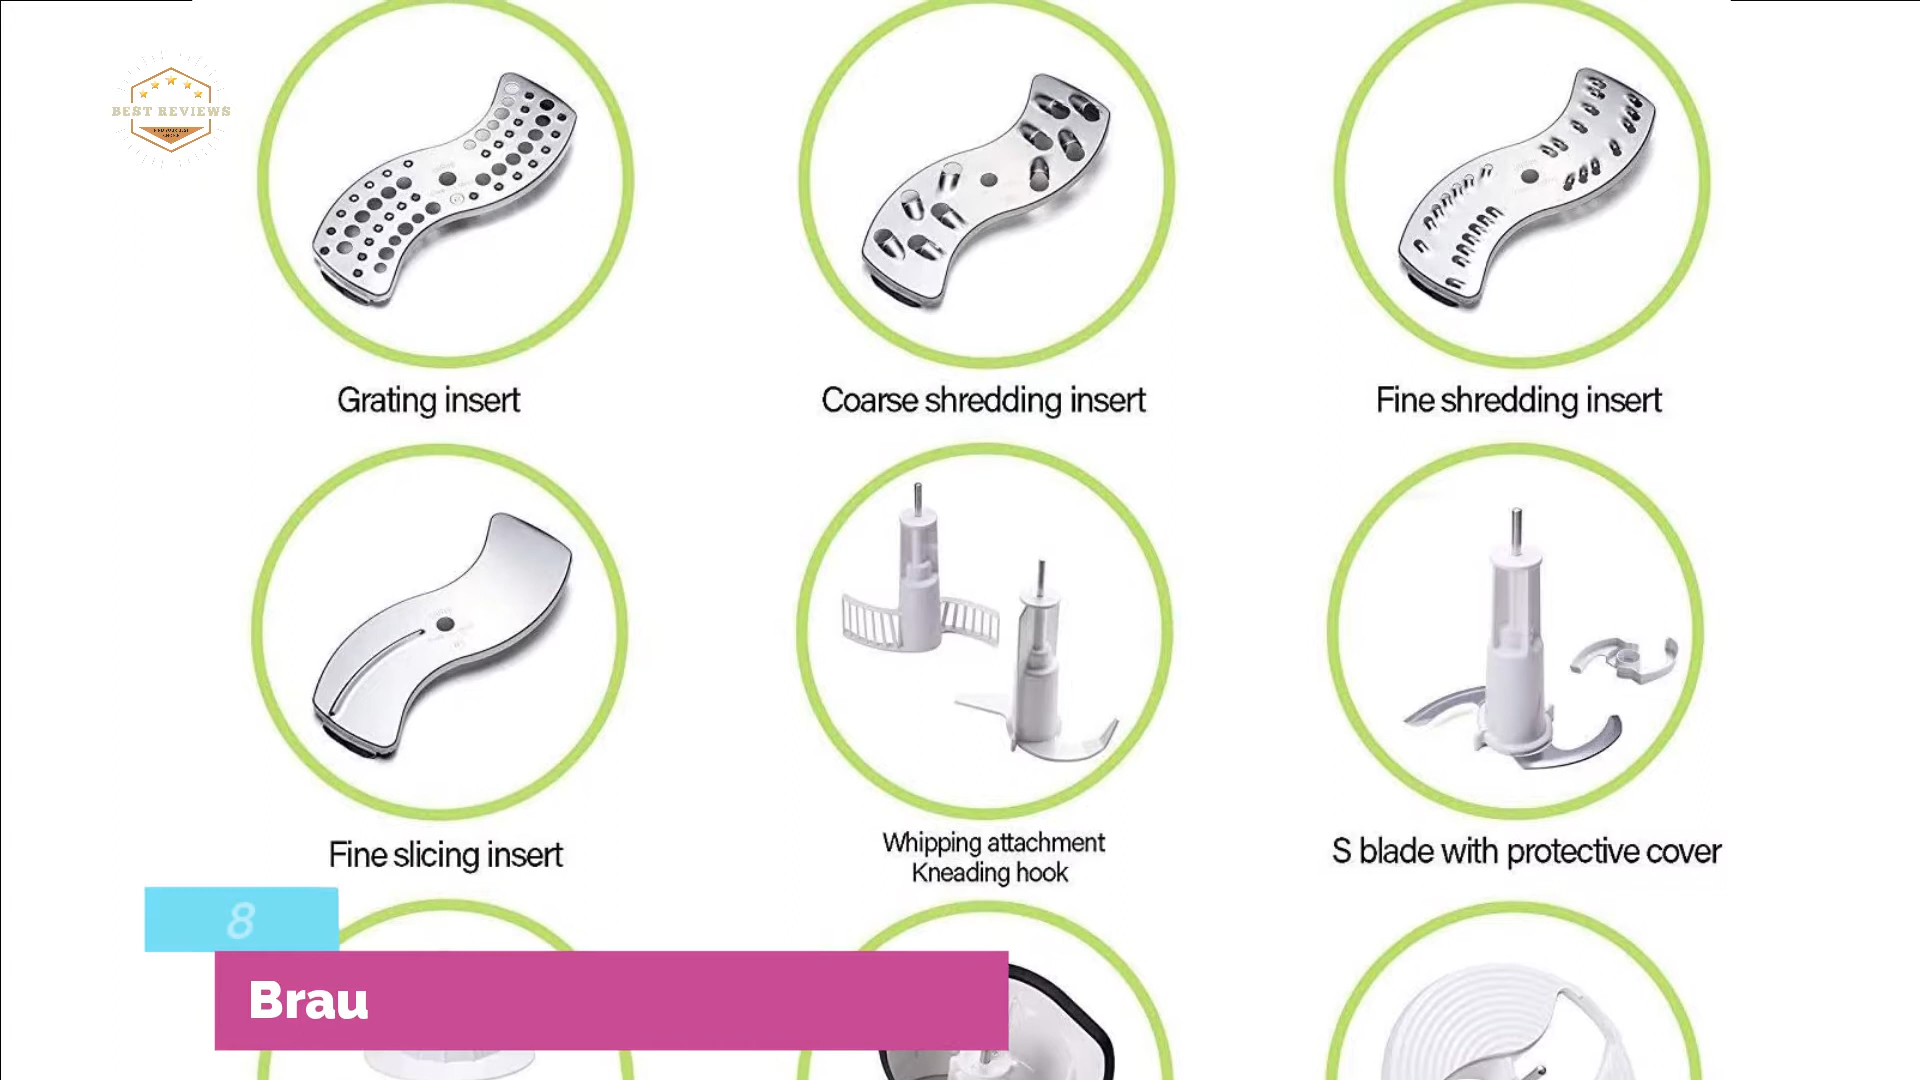 BEST REVIEWS
Grating insert
Coarse shredding insert
Fine shredding insert
Fine slicing insert
Whipping attachment
Kneading hook
S blade with protective cover
8
Brau